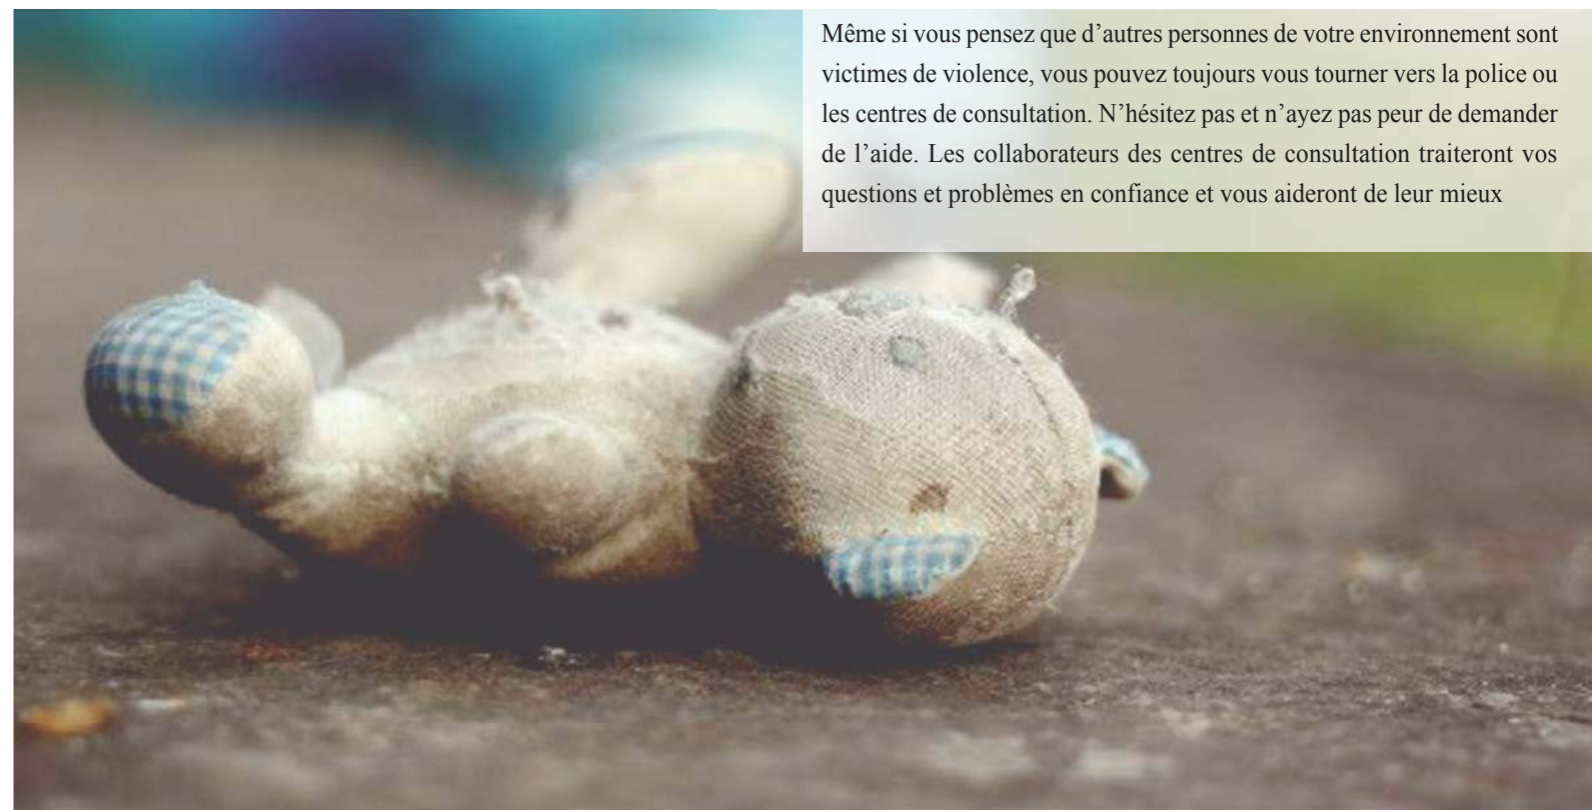 Même si vous pensez que d’autres personnes de votre environnement sont
victimes de violence, vous pouvez toujours vous tourner vers la police ou
les centres de consultation. N’hésitez pas et n’ayez pas peur de demander
de l’aide. Les collaborateurs des centres de consultation traiteront vos
questions et problèmes en confiance et vous aideront de leur mieux